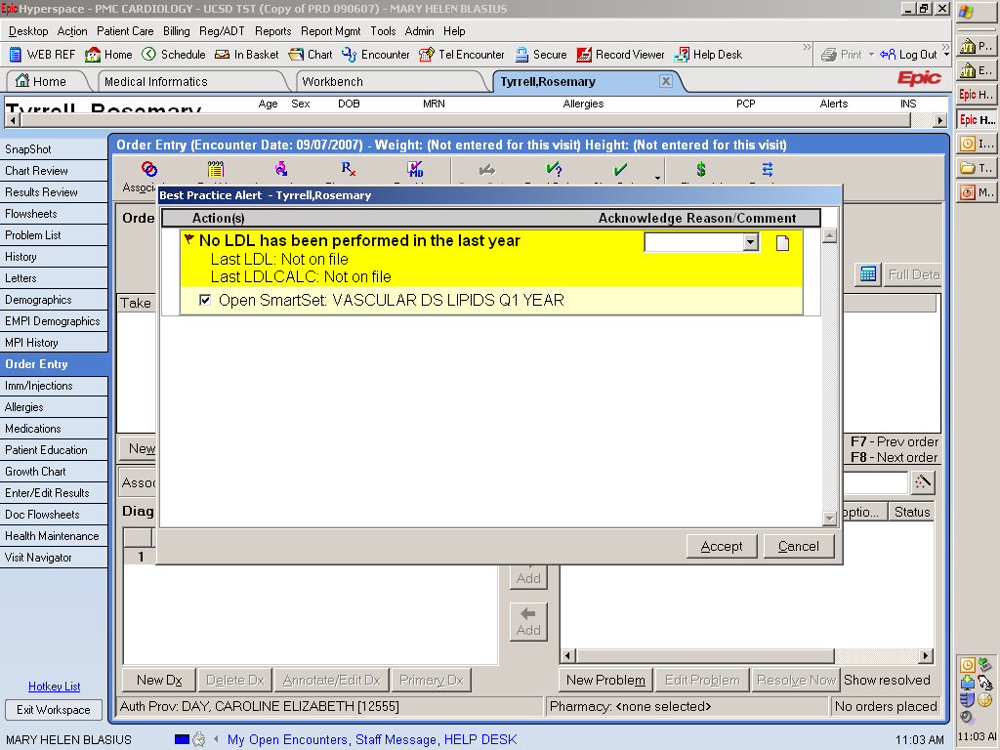 Epic Hyperspace - PMC CARDIOLOGY - UCSD TST (Copy of PRD 090607) - MARY HELEN BLASIUS
Desktop Action Patient Care Billing Reg/ADT Reports Report Mgmt Tools Admin Help
WEB REF Home Schedule In Basket Chart Encounter Tel Encounter Secure Record Viewer Help Desk Print Log Out
Home Medical Informatics Workbench Tyrrell,Rosemary Epic
Tyrrell, Rosemary Age Sex DOB MRN Allergies PCP Alerts INS
SnapShot
Chart Review
Results Review
Flowsheets
Problem List
History
Letters
Demographics
EMPI Demographics
MPI History
Order Entry
Imm/Injections
Allergies
Medications
Patient Education
Growth Chart
Enter/Edit Results
Doc Flowsheets
Health Maintenance
Visit Navigator
Hotkey List
Exit Workspace
Order Entry (Encounter Date: 09/07/2007) - Weight: (Not entered for this visit) Height: (Not entered for this visit)
Associ
Orde
Full Deta
Take
New
F7 - Prev order
F8 - Next order
Assoc
Diag
optio... Status
1
Best Practice Alert - Tyrrell,Rosemary
Action(s) Acknowledge Reason/Comment
No LDL has been performed in the last year
Last LDL: Not on file
Last LDLCALC: Not on file
Open SmartSet: VASCULAR DS LIPIDS Q1 YEAR
Accept Cancel
Add
Add
New Dx Delete Dx Annotate/Edit Dx Primary Dx New Problem Edit Problem Resolve Now Show resolved
Auth Prov: DAY, CAROLINE ELIZABETH [12555] Pharmacy: <none selected> No orders placed
MARY HELEN BLASIUS My Open Encounters, Staff Message, HELP DESK 11:03 AM
P..
E..
Epic H..
Epic H...
I...
T..
M..
11:03 AI